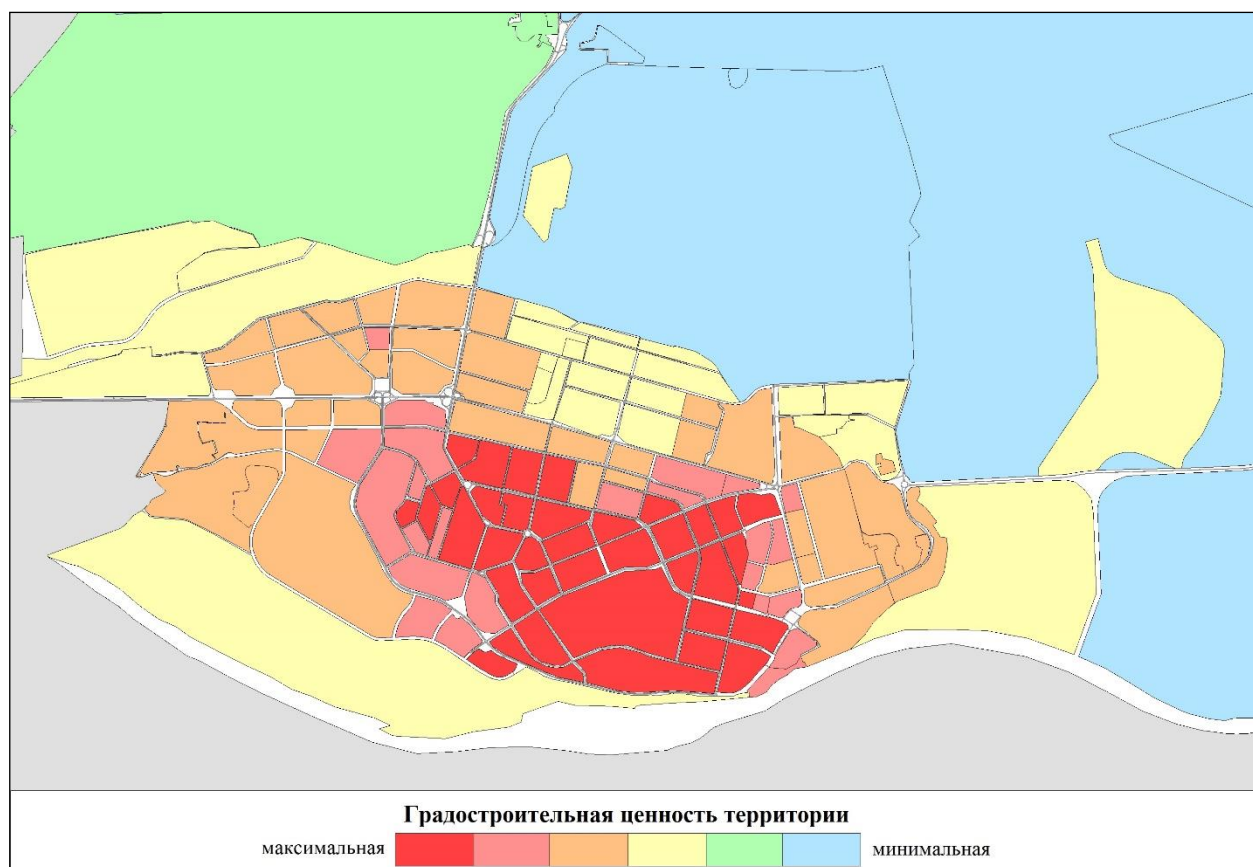 Градостроительная ценность территории
максимальная минимальная